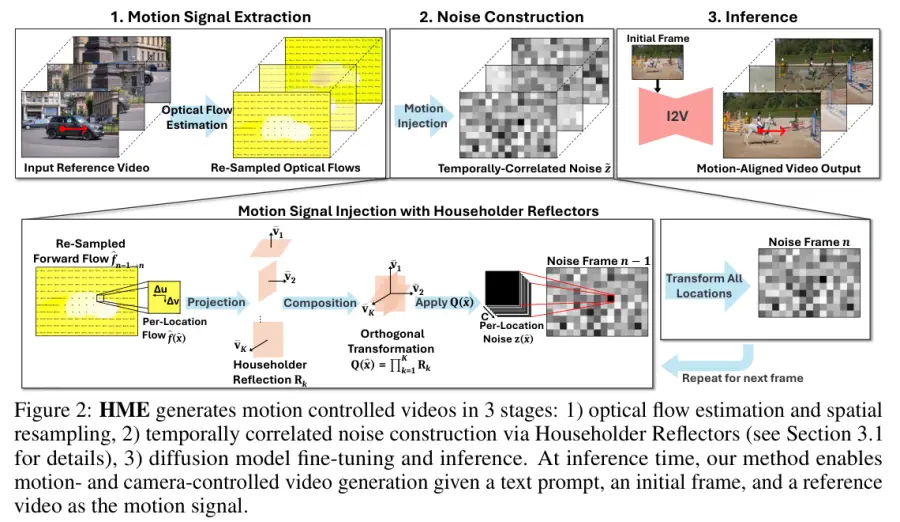 1. Motion Signal Extraction
2. Noise Construction
3. Inference
Optical Flow
Estimation
Input Reference Video
Re-Sampled Optical Flows
Motion
Injection
Temporally-Correlated Noise z̃
Initial Frame
I2V
Motion-Aligned Video Output
Motion Signal Injection with Householder Reflectors
Re-Sampled
Forward Flow f̂ₙ₋₁→ₙ
Δu
Δv
Per-Location
Flow f̂(x̂)
Projection
v̄₁
v̄₂
⋮
v̄_K
Householder
Reflection R_k
Composition
v̄₁
v̄₂
v̄_K
Orthogonal
Transformation
Q(x̂) = ∏ᴷₖ₌₁ R_k
Apply Q(x̂)
C
Per-Location
Noise z(x̂)
Noise Frame n − 1
Transform All
Locations
Noise Frame n
Repeat for next frame
Figure 2: HME generates motion controlled videos in 3 stages: 1) optical flow estimation and spatial
resampling, 2) temporally correlated noise construction via Householder Reflectors (see Section 3.1
for details), 3) diffusion model fine-tuning and inference. At inference time, our method enables
motion- and camera-controlled video generation given a text prompt, an initial frame, and a reference
video as the motion signal.